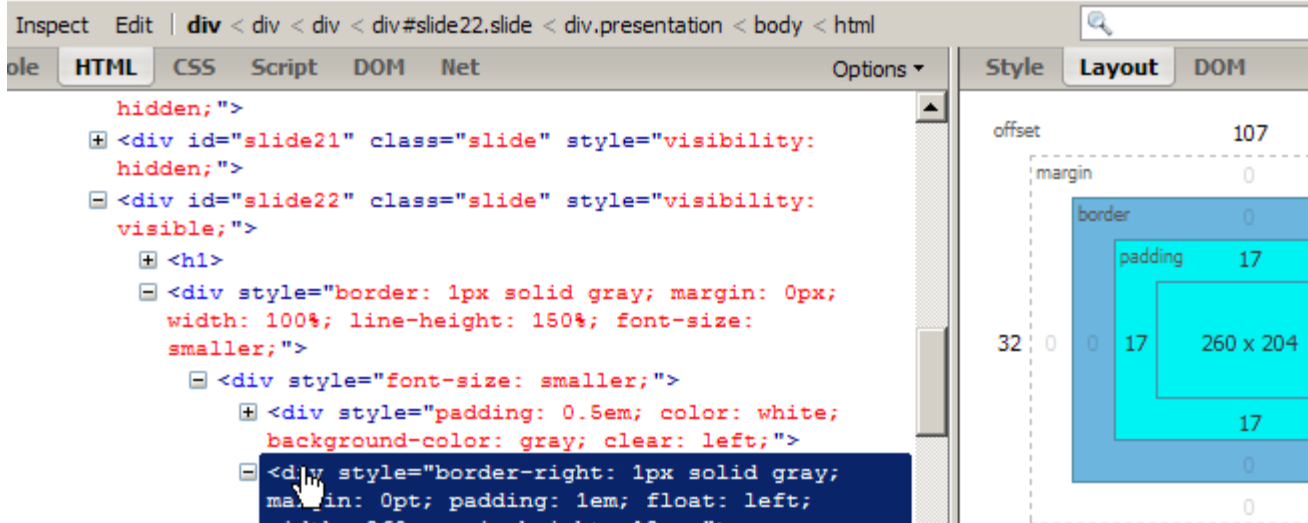 Inspect Edit | div < div < div < div#slide22.slide < div.presentation < body < html
ole HTML CSS Script DOM Net Options
Style Layout DOM
hidden;">
<div id="slide21" class="slide" style="visibility:
hidden;">
<div id="slide22" class="slide" style="visibility:
visible;">
<h1>
<div style="border: 1px solid gray; margin: 0px;
width: 100%; line-height: 150%; font-size:
smaller;">
<div style="font-size: smaller;">
<div style="padding: 0.5em; color: white;
background-color: gray; clear: left;">
<div style="border-right: 1px solid gray;
margin: 0pt; padding: 1em; float: left;
offset 107
margin 0
border 0
padding 17
32 0 0 17 260 x 204
17
0
0